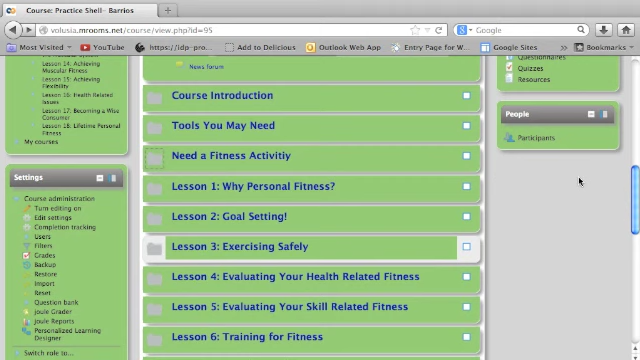 Course: Practice Shell- Barrios
volusia.mrooms.net/course/view.php?id=95
Google
Most Visited
YouTube
https://idp-pro...
Add to Delicious
Outlook Web App
Entry Page for W...
Google Sites
Bookmarks
Lesson 14: Achieving
Muscular Fitness
Lesson 15: Achieving
Flexibility
Lesson 16: Health Related
Issues
Lesson 17: Becoming a Wise
Consumer
Lesson 18: Lifetime Personal
Fitness
My courses
Settings
Course administration
Turn editing on
Edit settings
Completion tracking
Users
Filters
Grades
Backup
Restore
Import
Reset
Question bank
joule Grader
joule Reports
Personalized Learning
Designer
Switch role to...
News forum
Course Introduction
Tools You May Need
Need a Fitness Activitiy
Lesson 1: Why Personal Fitness?
Lesson 2: Goal Setting!
Lesson 3: Exercising Safely
Lesson 4: Evaluating Your Health Related Fitness
Lesson 5: Evaluating Your Skill Related Fitness
Lesson 6: Training for Fitness
Questionnaires
Quizzes
Resources
People
Participants